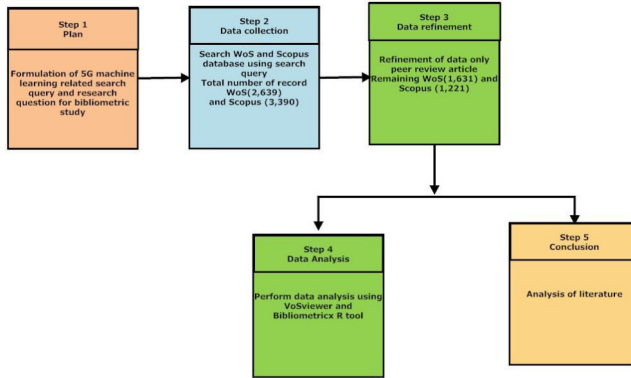 Step 1
Plan
Formulation of 5G machine
learning related search
query and research
question for bibliometric
study
Step 2
Data collection
Search WoS and Scopus
database using search
query
Total number of record
WoS(2,639)
and Scopus (3,390)
Step 3
Data refinement
Refinement of data only
peer review article
Remaining WoS(1,631) and
Scopus (1,221)
Step 4
Data Analysis
Perform data analysis using
VoSviewer and
Bibliometricx R tool
Step 5
Conclusion
Analysis of literature